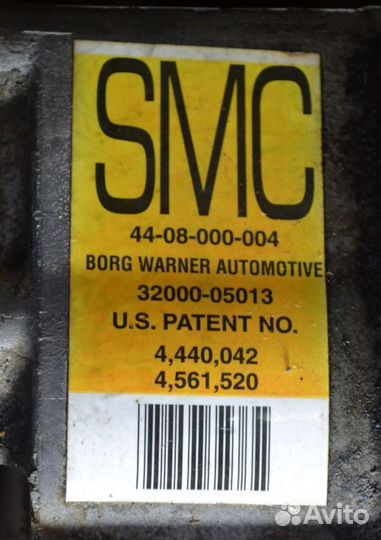 SMC
44-08-000-004
BORG WARNER AUTOMOTIVE
32000-05013
U.S. PATENT NO.
4,440,042
4,561,520
Avito